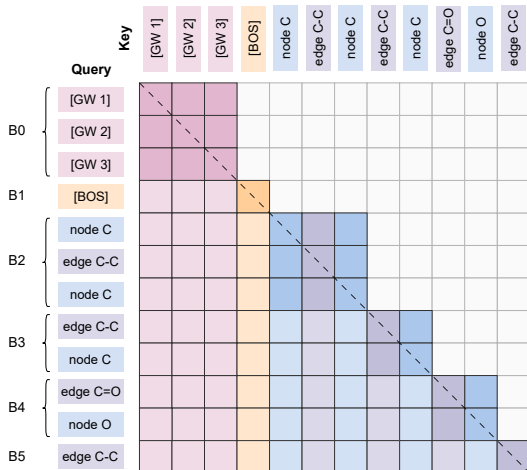 Key
[GW 1]
[GW 2]
[GW 3]
[BOS]
node C
edge C-C
node C
edge C-C
node C
edge C=O
node O
edge C-C
Query
B0
[GW 1]
[GW 2]
[GW 3]
B1
[BOS]
B2
node C
edge C-C
node C
B3
edge C-C
node C
B4
edge C=O
node O
B5
edge C-C